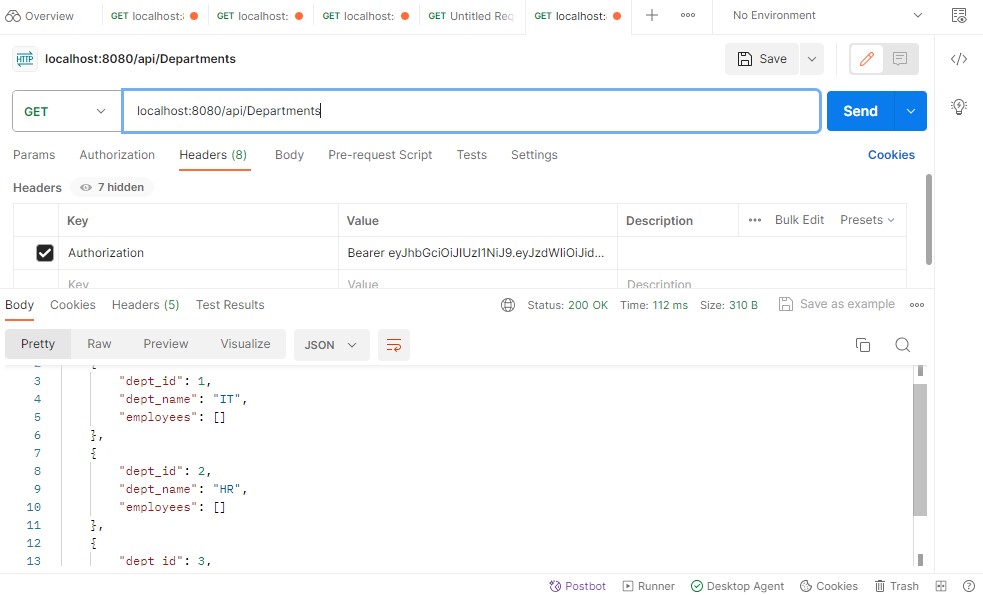 Overview GET localhost: GET localhost: GET localhost: GET Untitled Req GET localhost: No Environment
HTTP localhost:8080/api/Departments Save
GET localhost:8080/api/Departments Send
Params Authorization Headers (8) Body Pre-request Script Tests Settings Cookies
Headers 7 hidden
Key Value Description Bulk Edit Presets
Authorization Bearer eyJhbGciOiJIUzI1NiJ9.eyJzdWIiOiJid...
Key Value Description
Body Cookies Headers (5) Test Results Status: 200 OK Time: 112 ms Size: 310 B Save as example
Pretty Raw Preview Visualize JSON
2 {
3 "dept_id": 1,
4 "dept_name": "IT",
5 "employees": []
6 },
7 {
8 "dept_id": 2,
9 "dept_name": "HR",
10 "employees": []
11 },
12 {
13 "dept_id": 3,
Postbot Runner Desktop Agent Cookies Trash